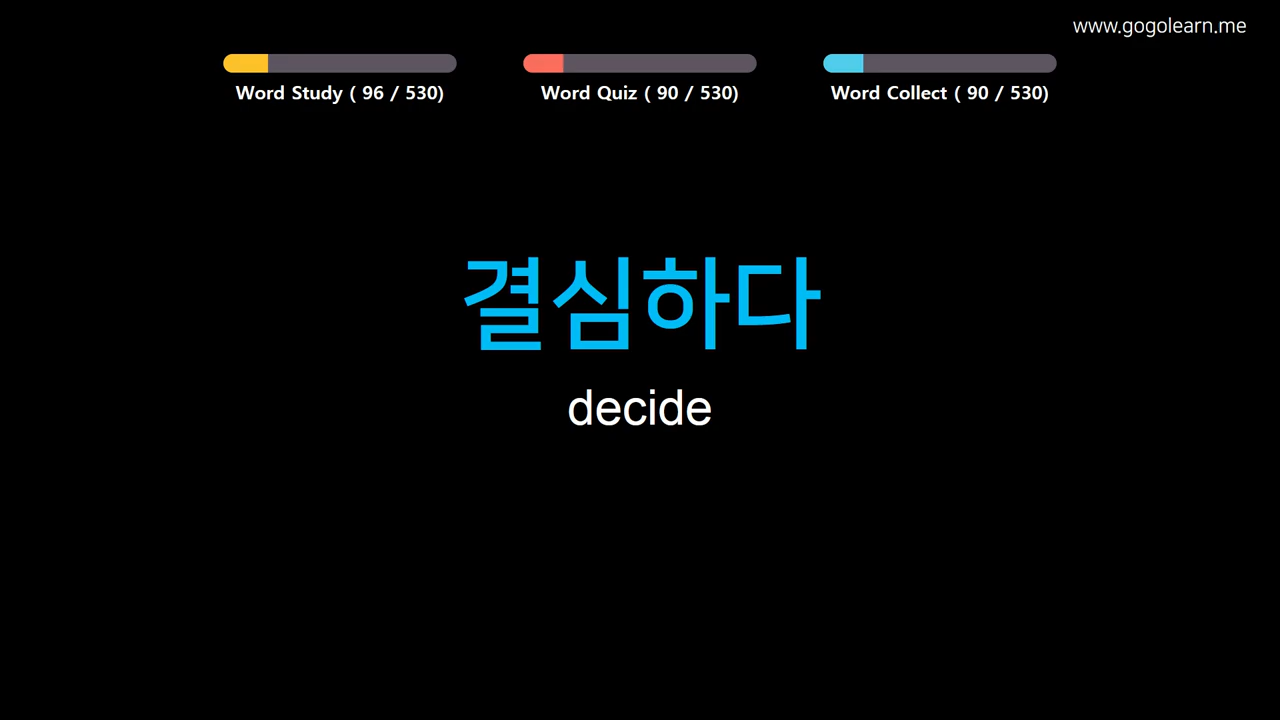 www.gogolearn.me
Word Study ( 96 / 530)
Word Quiz ( 90 / 530)
Word Collect ( 90 / 530)
결심하다
decide